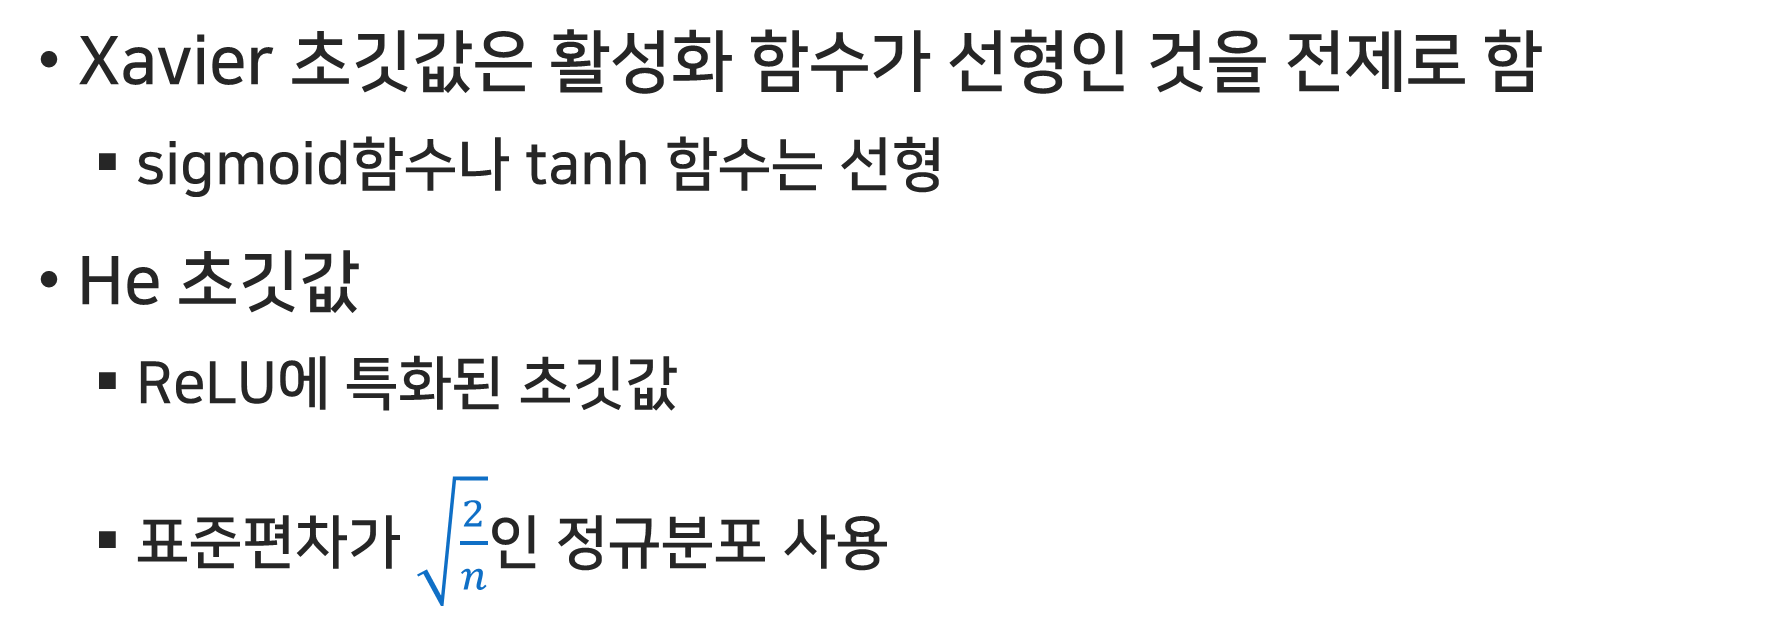 • Xavier 초깃값은 활성화 함수가 선형인 것을 전제로 함
▪ sigmoid함수나 tanh 함수는 선형
• He 초깃값
▪ ReLU에 특화된 초깃값
▪ 표준편차가 √(2/n)인 정규분포 사용